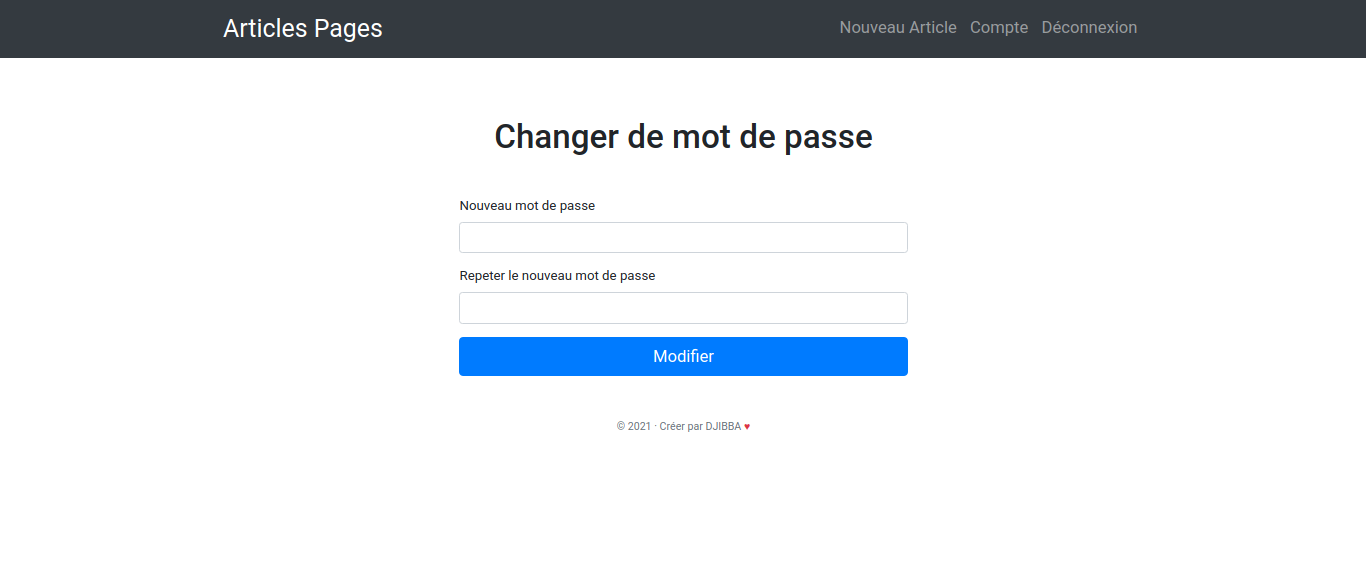 Articles Pages
Nouveau Article Compte Déconnexion
Changer de mot de passe
Nouveau mot de passe
Repeter le nouveau mot de passe
Modifier
© 2021 · Créer par DJIBBA ♥